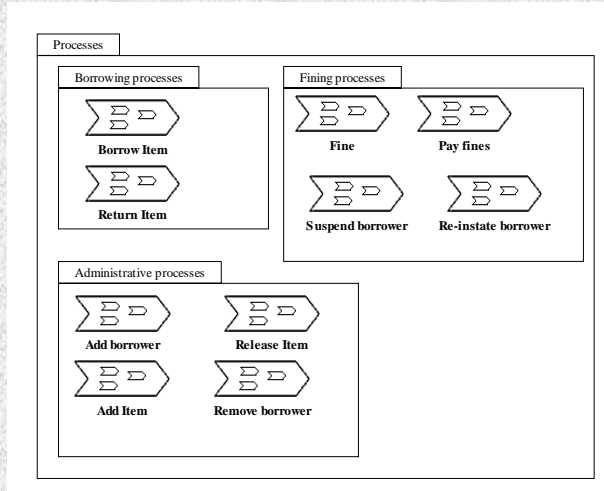 Processes
Borrowing processes
Borrow Item
Return Item
Fining processes
Fine
Pay fines
Suspend borrower
Re-instate borrower
Administrative processes
Add borrower
Release Item
Add Item
Remove borrower